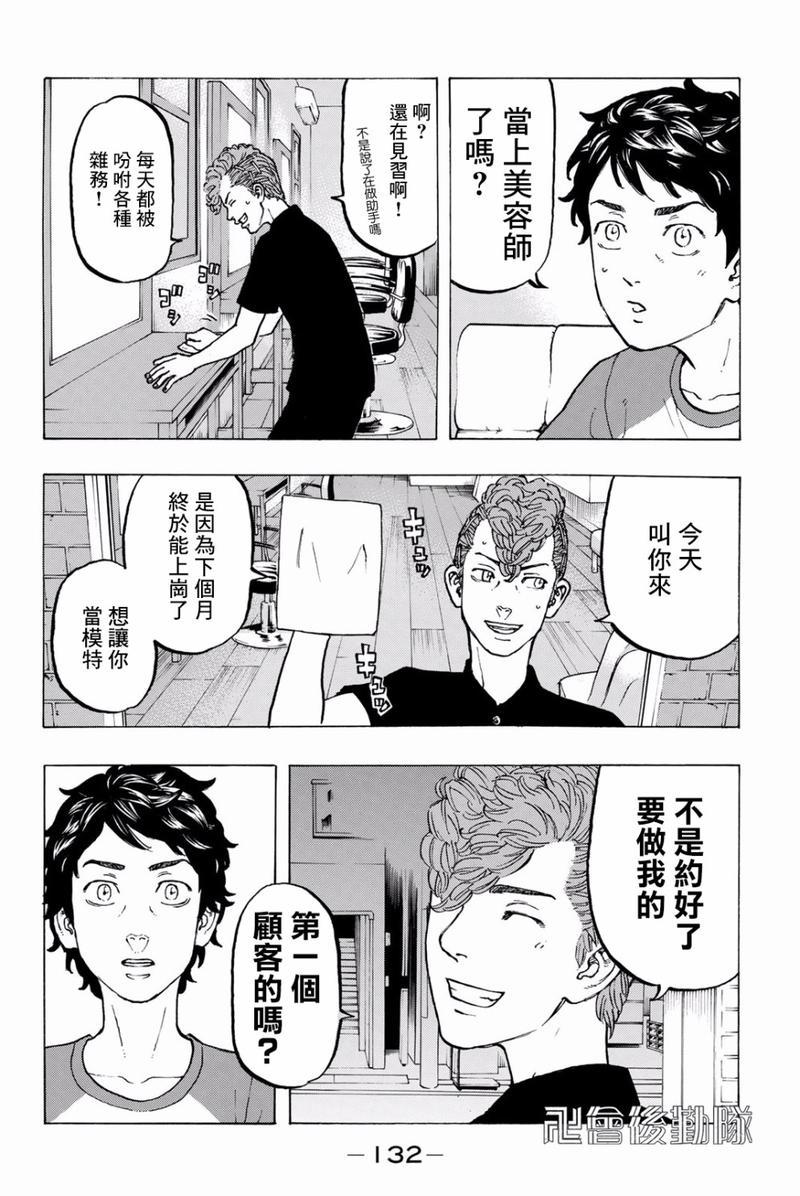 當上美容師
了嗎？
啊？
還在見習啊！
不是說了在做助手嗎
每天都被
吩咐各種
雜務！
ゴシ
ゴシ
今天
叫你來
キュッ
キュッ
是因為下個月
終於能上崗了
想讓你
當模特
不是約好了
要做我的
第一個
顧客的嗎？
卍會後勤隊
—132—